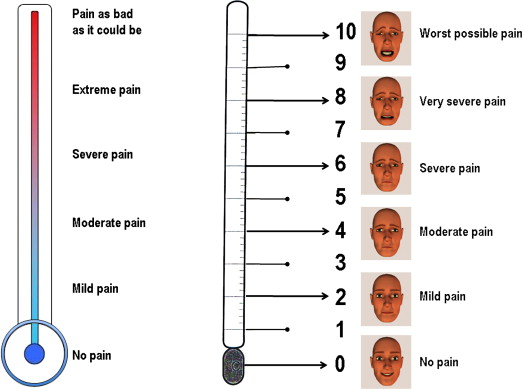 Pain as bad
as it could be
Extreme pain
Severe pain
Moderate pain
Mild pain
No pain
10 Worst possible pain
9
8 Very severe pain
7
6 Severe pain
5
4 Moderate pain
3
2 Mild pain
1
0 No pain